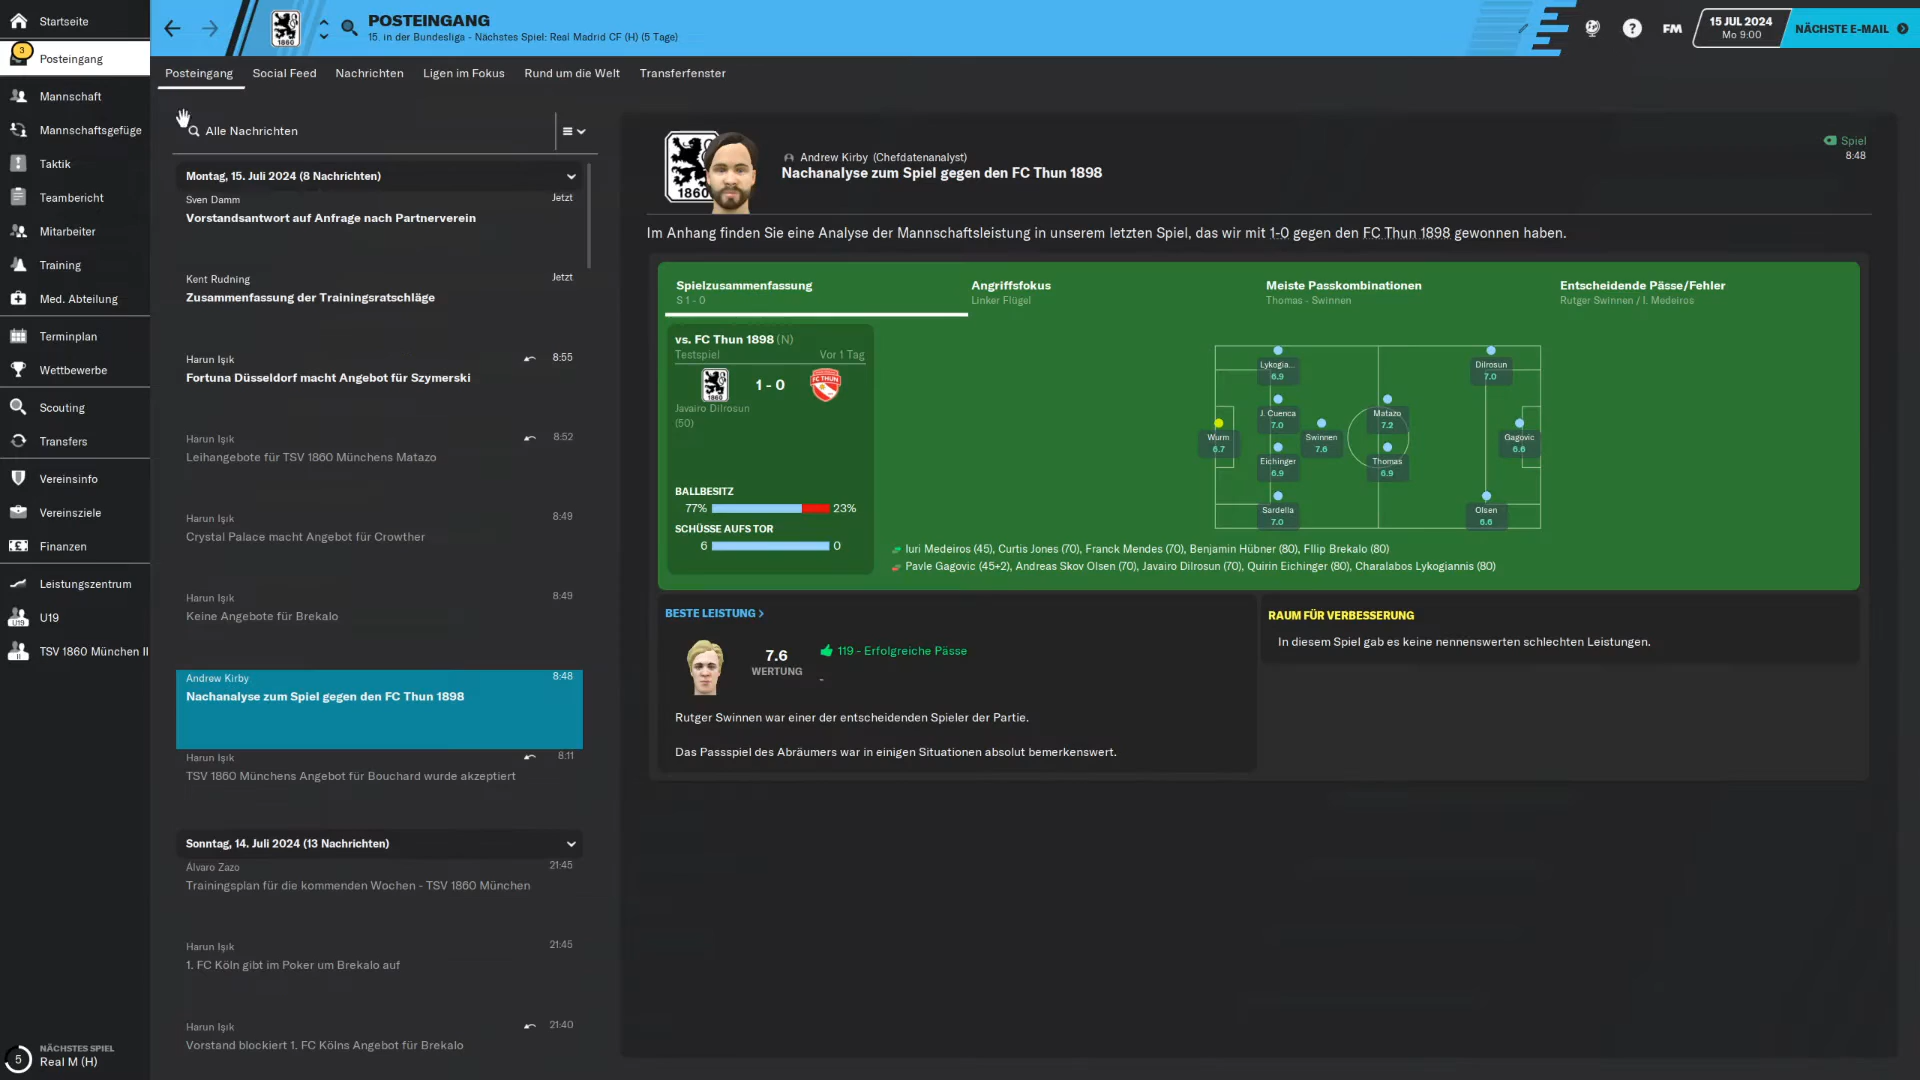 Startseite
3
Posteingang
Mannschaft
Mannschaftsgefüge
Taktik
Teambericht
Mitarbeiter
Training
Med. Abteilung
Terminplan
Wettbewerbe
Scouting
Transfers
Vereinsinfo
Vereinsziele
Finanzen
Leistungszentrum
U19
TSV 1860 München II
5
NÄCHSTES SPIEL
Real M (H)
POSTEINGANG
15. in der Bundesliga - Nächstes Spiel: Real Madrid CF (H) (5 Tage)
FM
15 JUL 2024
Mo 9:00
NÄCHSTE E-MAIL
Posteingang Social Feed Nachrichten Ligen im Fokus Rund um die Welt Transferfenster
Alle Nachrichten
Montag, 15. Juli 2024 (8 Nachrichten)
Sven Damm Jetzt
Vorstandsantwort auf Anfrage nach Partnerverein
Kent Rudning Jetzt
Zusammenfassung der Trainingsratschläge
Harun Işık 8:55
Fortuna Düsseldorf macht Angebot für Szymerski
Harun Işık 8:52
Leihangebote für TSV 1860 Münchens Matazo
Harun Işık 8:49
Crystal Palace macht Angebot für Crowther
Harun Işık 8:49
Keine Angebote für Brekalo
Andrew Kirby 8:48
Nachanalyse zum Spiel gegen den FC Thun 1898
Harun Işık 8:11
TSV 1860 Münchens Angebot für Bouchard wurde akzeptiert
Sonntag, 14. Juli 2024 (13 Nachrichten)
Álvaro Zazo 21:45
Trainingsplan für die kommenden Wochen - TSV 1860 München
Harun Işık 21:45
1. FC Köln gibt im Poker um Brekalo auf
Harun Işık 21:40
Vorstand blockiert 1. FC Kölns Angebot für Brekalo
1860
Andrew Kirby (Chefdatenanalyst)
Nachanalyse zum Spiel gegen den FC Thun 1898
Spiel
8:48
Im Anhang finden Sie eine Analyse der Mannschaftsleistung in unserem letzten Spiel, das wir mit 1-0 gegen den FC Thun 1898 gewonnen haben.
Spielzusammenfassung
S 1 - 0
Angriffsfokus
Linker Flügel
Meiste Passkombinationen
Thomas - Swinnen
Entscheidende Pässe/Fehler
Rutger Swinnen / I. Medeiros
vs. FC Thun 1898 (N)
Testspiel Vor 1 Tag
1 - 0
Javairo Dilrosun
(50)
BALLBESITZ
77% 23%
SCHÜSSE AUFS TOR
6 0
Lykogia...
6.9
Dilrosun
7.0
J. Cuenca
7.0
Matazo
7.2
Wurm
6.7
Swinnen
7.6
Gagovic
6.6
Eichinger
6.9
Thomas
6.9
Sardella
7.0
Olsen
6.6
Iuri Medeiros (45), Curtis Jones (70), Franck Mendes (70), Benjamin Hübner (80), FIlip Brekalo (80)
Pavle Gagovic (45+2), Andreas Skov Olsen (70), Javairo Dilrosun (70), Quirin Eichinger (80), Charalabos Lykogiannis (80)
BESTE LEISTUNG >
7.6
WERTUNG
119 - Erfolgreiche Pässe
-
Rutger Swinnen war einer der entscheidenden Spieler der Partie.
Das Passspiel des Abräumers war in einigen Situationen absolut bemerkenswert.
RAUM FÜR VERBESSERUNG
In diesem Spiel gab es keine nennenswerten schlechten Leistungen.